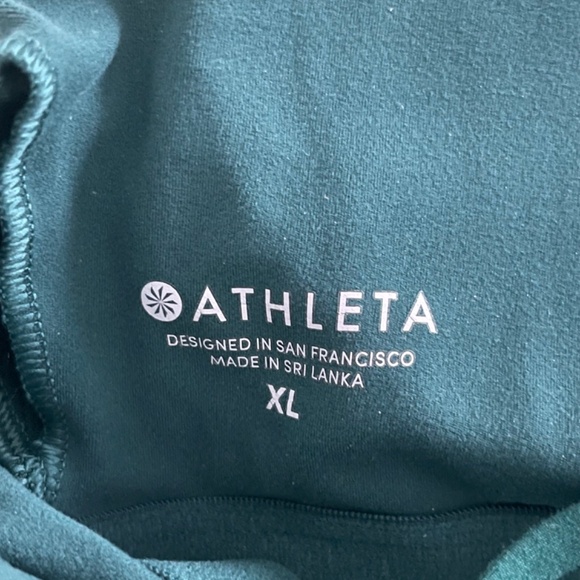 ATHLETA
DESIGNED IN SAN FRANCISCO
MADE IN SRI LANKA
XL